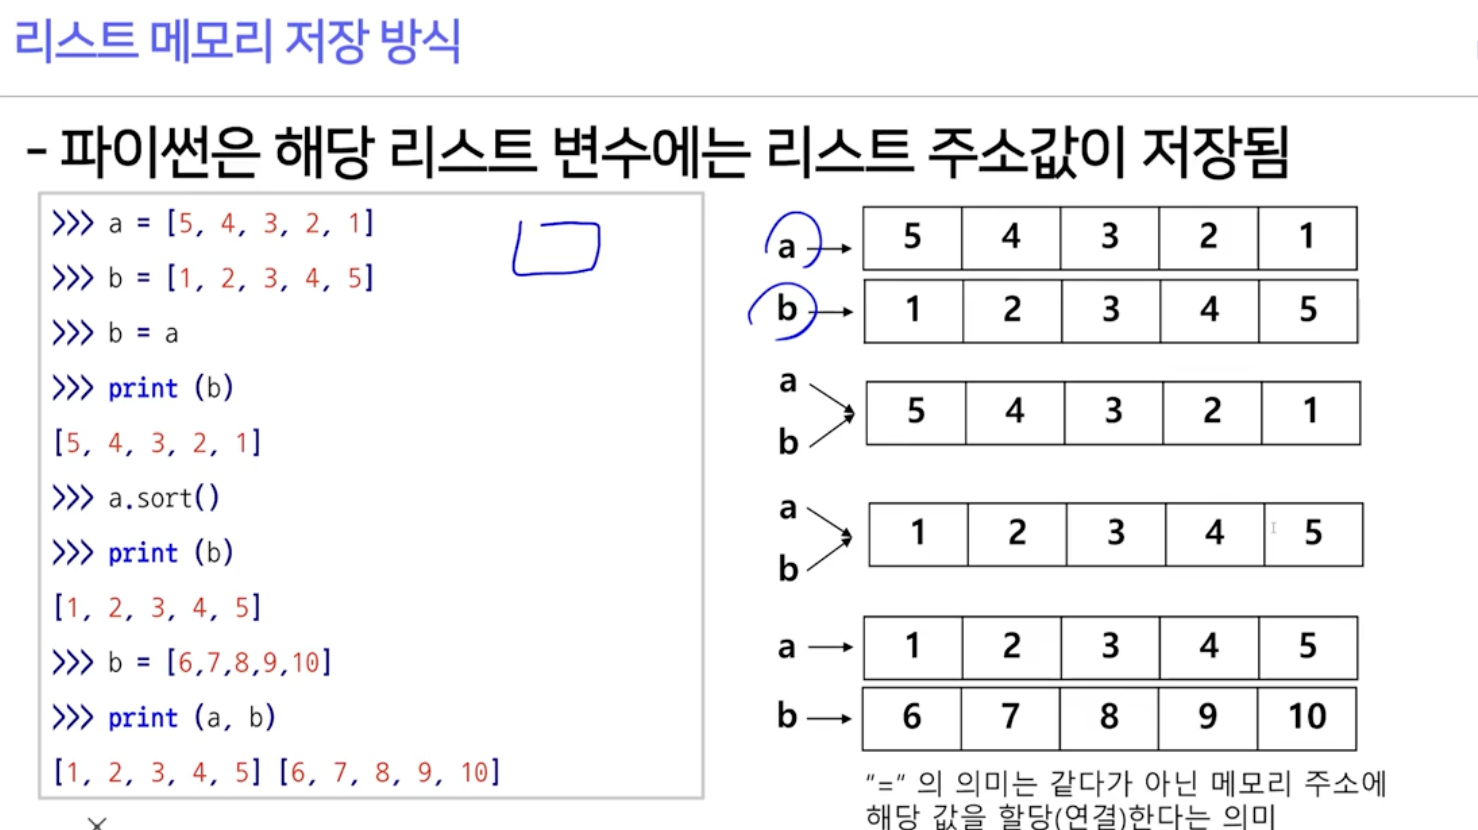 리스트 메모리 저장 방식
- 파이썬은 해당 리스트 변수에는 리스트 주소값이 저장됨
>>> a = [5, 4, 3, 2, 1]
>>> b = [1, 2, 3, 4, 5]
>>> b = a
>>> print (b)
[5, 4, 3, 2, 1]
>>> a.sort()
>>> print (b)
[1, 2, 3, 4, 5]
>>> b = [6,7,8,9,10]
>>> print (a, b)
[1, 2, 3, 4, 5] [6, 7, 8, 9, 10]
a → 5 4 3 2 1
b → 1 2 3 4 5
a
5 4 3 2 1
b
a
1 2 3 4 5
b
a → 1 2 3 4 5
b → 6 7 8 9 10
"=" 의 의미는 같다가 아닌 메모리 주소에
해당 값을 할당(연결)한다는 의미